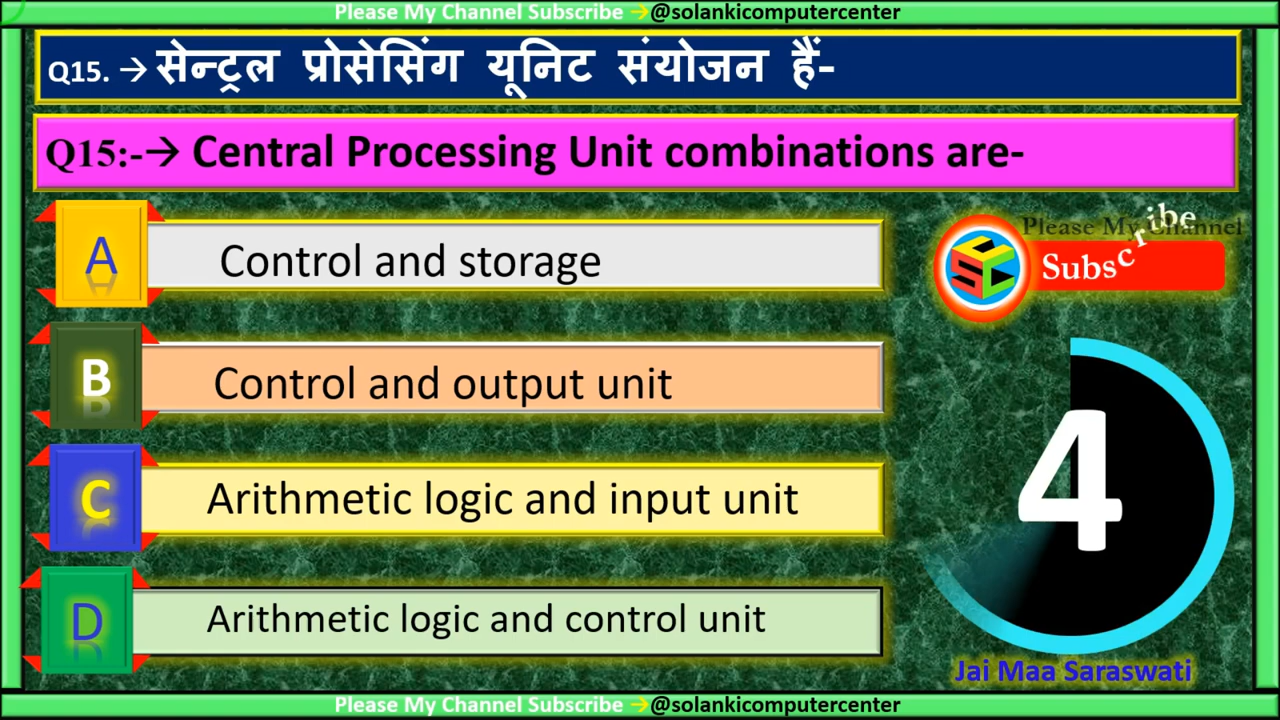 Please My Channel Subscribe →@solankicomputercenter
Q15. → सेन्ट्रल प्रोसेसिंग यूनिट संयोजन हैं-
Q15:-→ Central Processing Unit combinations are-
A Control and storage
Please My Channel
Subscribe
B Control and output unit
4
C Arithmetic logic and input unit
D Arithmetic logic and control unit
Jai Maa Saraswati
Please My Channel Subscribe →@solankicomputercenter